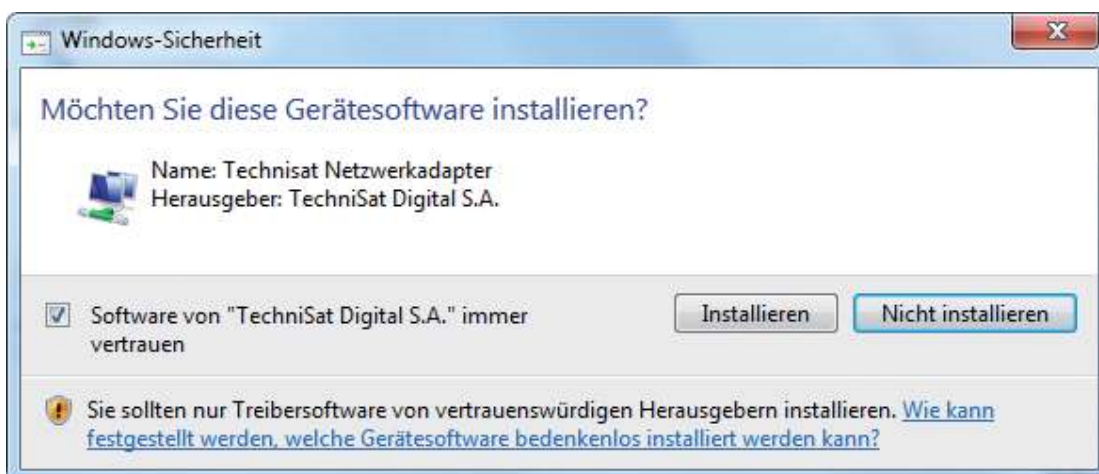 Windows-Sicherheit
Möchten Sie diese Gerätesoftware installieren?
Name: Technisat Netzwerkadapter
Herausgeber: TechniSat Digital S.A.
Software von "TechniSat Digital S.A." immer
vertrauen
Installieren
Nicht installieren
Sie sollten nur Treibersoftware von vertrauenswürdigen Herausgebern installieren. Wie kann
festgestellt werden, welche Gerätesoftware bedenkenlos installiert werden kann?